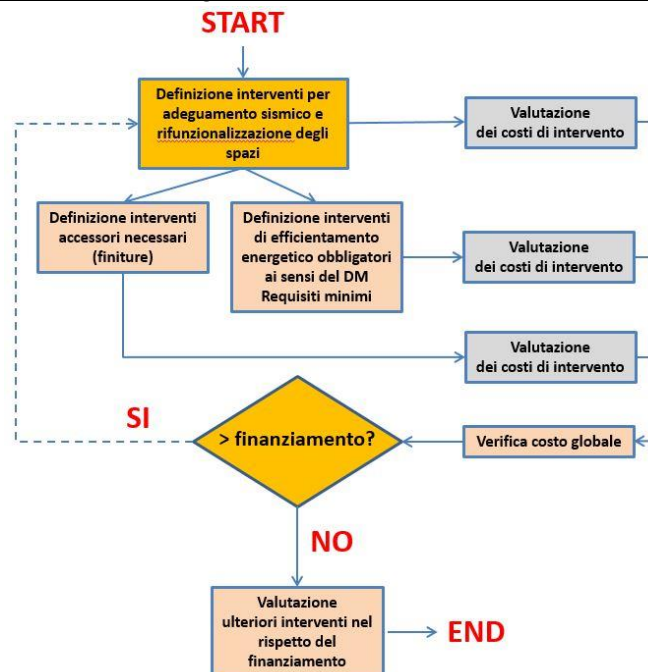 START
Definizione interventi per
adeguamento sismico e
rifunzionalizzazione degli
spazi
Valutazione
dei costi di intervento
Definizione interventi
accessori necessari
(finiture)
Definizione interventi
di efficientamento
energetico obbligatori
ai sensi del DM
Requisiti minimi
Valutazione
dei costi di intervento
Valutazione
dei costi di intervento
SI
> finanziamento?
Verifica costo globale
NO
Valutazione
ulteriori interventi nel
rispetto del
finanziamento
END